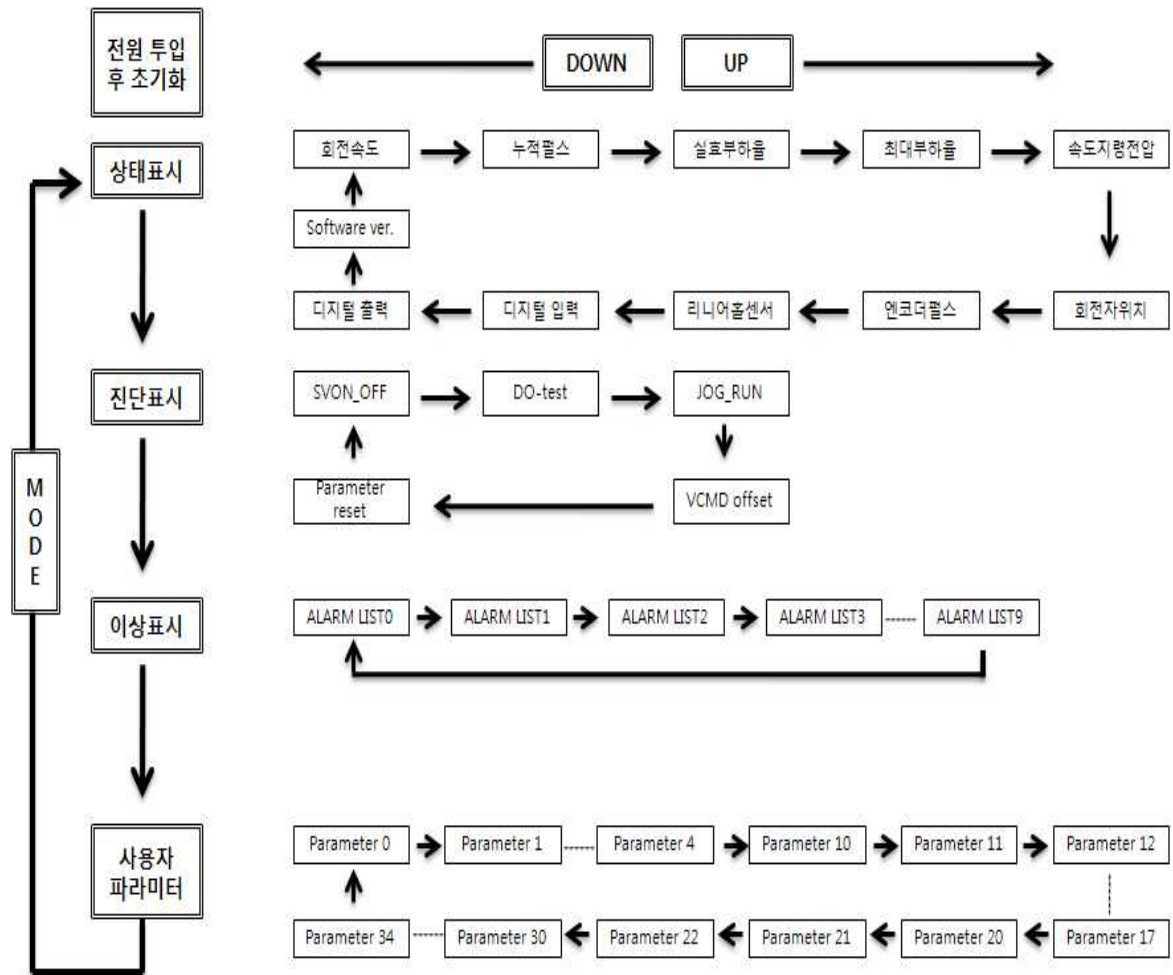 전원 투입
후 초기화
DOWN
UP
상태표시
회전속도
누적펄스
실효부하율
최대부하율
속도지령전압
Software ver.
디지털 출력
디지털 입력
리니어홀센서
엔코더펄스
회전자위치
진단표시
SVON_OFF
DO-test
JOG_RUN
Parameter
reset
VCMD offset
M
O
D
E
이상표시
ALARM LIST0
ALARM LIST1
ALARM LIST2
ALARM LIST3
ALARM LIST9
사용자
파라미터
Parameter 0
Parameter 1
Parameter 4
Parameter 10
Parameter 11
Parameter 12
Parameter 34
Parameter 30
Parameter 22
Parameter 21
Parameter 20
Parameter 17